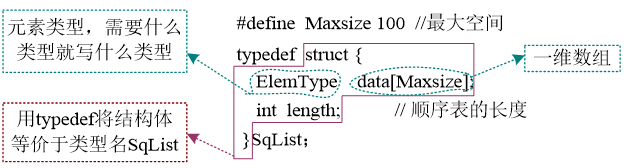 元素类型，需要什么
类型就写什么类型
#define Maxsize 100 //最大空间
typedef struct {
ElemType data[Maxsize];
一维数组
int length; // 顺序表的长度
}SqList；
用typedef将结构体
等价于类型名SqList